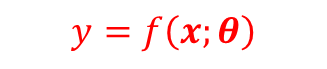 y = f(x; θ)